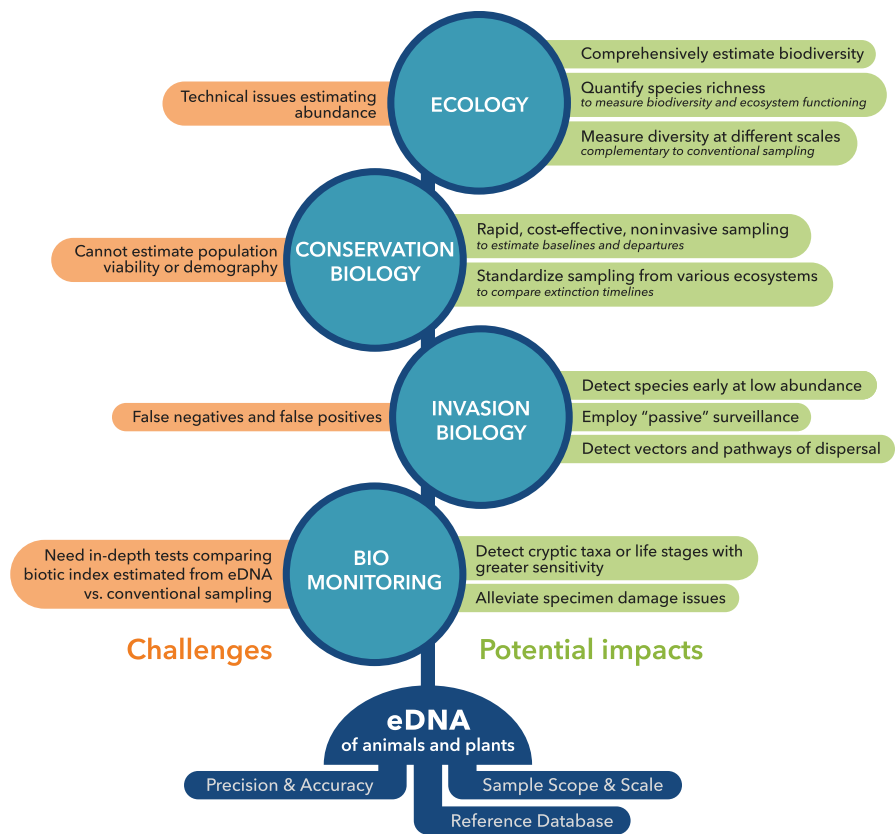 ECOLOGY
Technical issues estimating
abundance
Comprehensively estimate biodiversity
Quantify species richness
to measure biodiversity and ecosystem functioning
Measure diversity at different scales
complementary to conventional sampling
CONSERVATION
BIOLOGY
Cannot estimate population
viability or demography
Rapid, cost-effective, noninvasive sampling
to estimate baselines and departures
Standardize sampling from various ecosystems
to compare extinction timelines
INVASION
BIOLOGY
False negatives and false positives
Detect species early at low abundance
Employ “passive” surveillance
Detect vectors and pathways of dispersal
BIO
MONITORING
Need in-depth tests comparing
biotic index estimated from eDNA
vs. conventional sampling
Detect cryptic taxa or life stages with
greater sensitivity
Alleviate specimen damage issues
Challenges
Potential impacts
eDNA
of animals and plants
Precision & Accuracy
Sample Scope & Scale
Reference Database